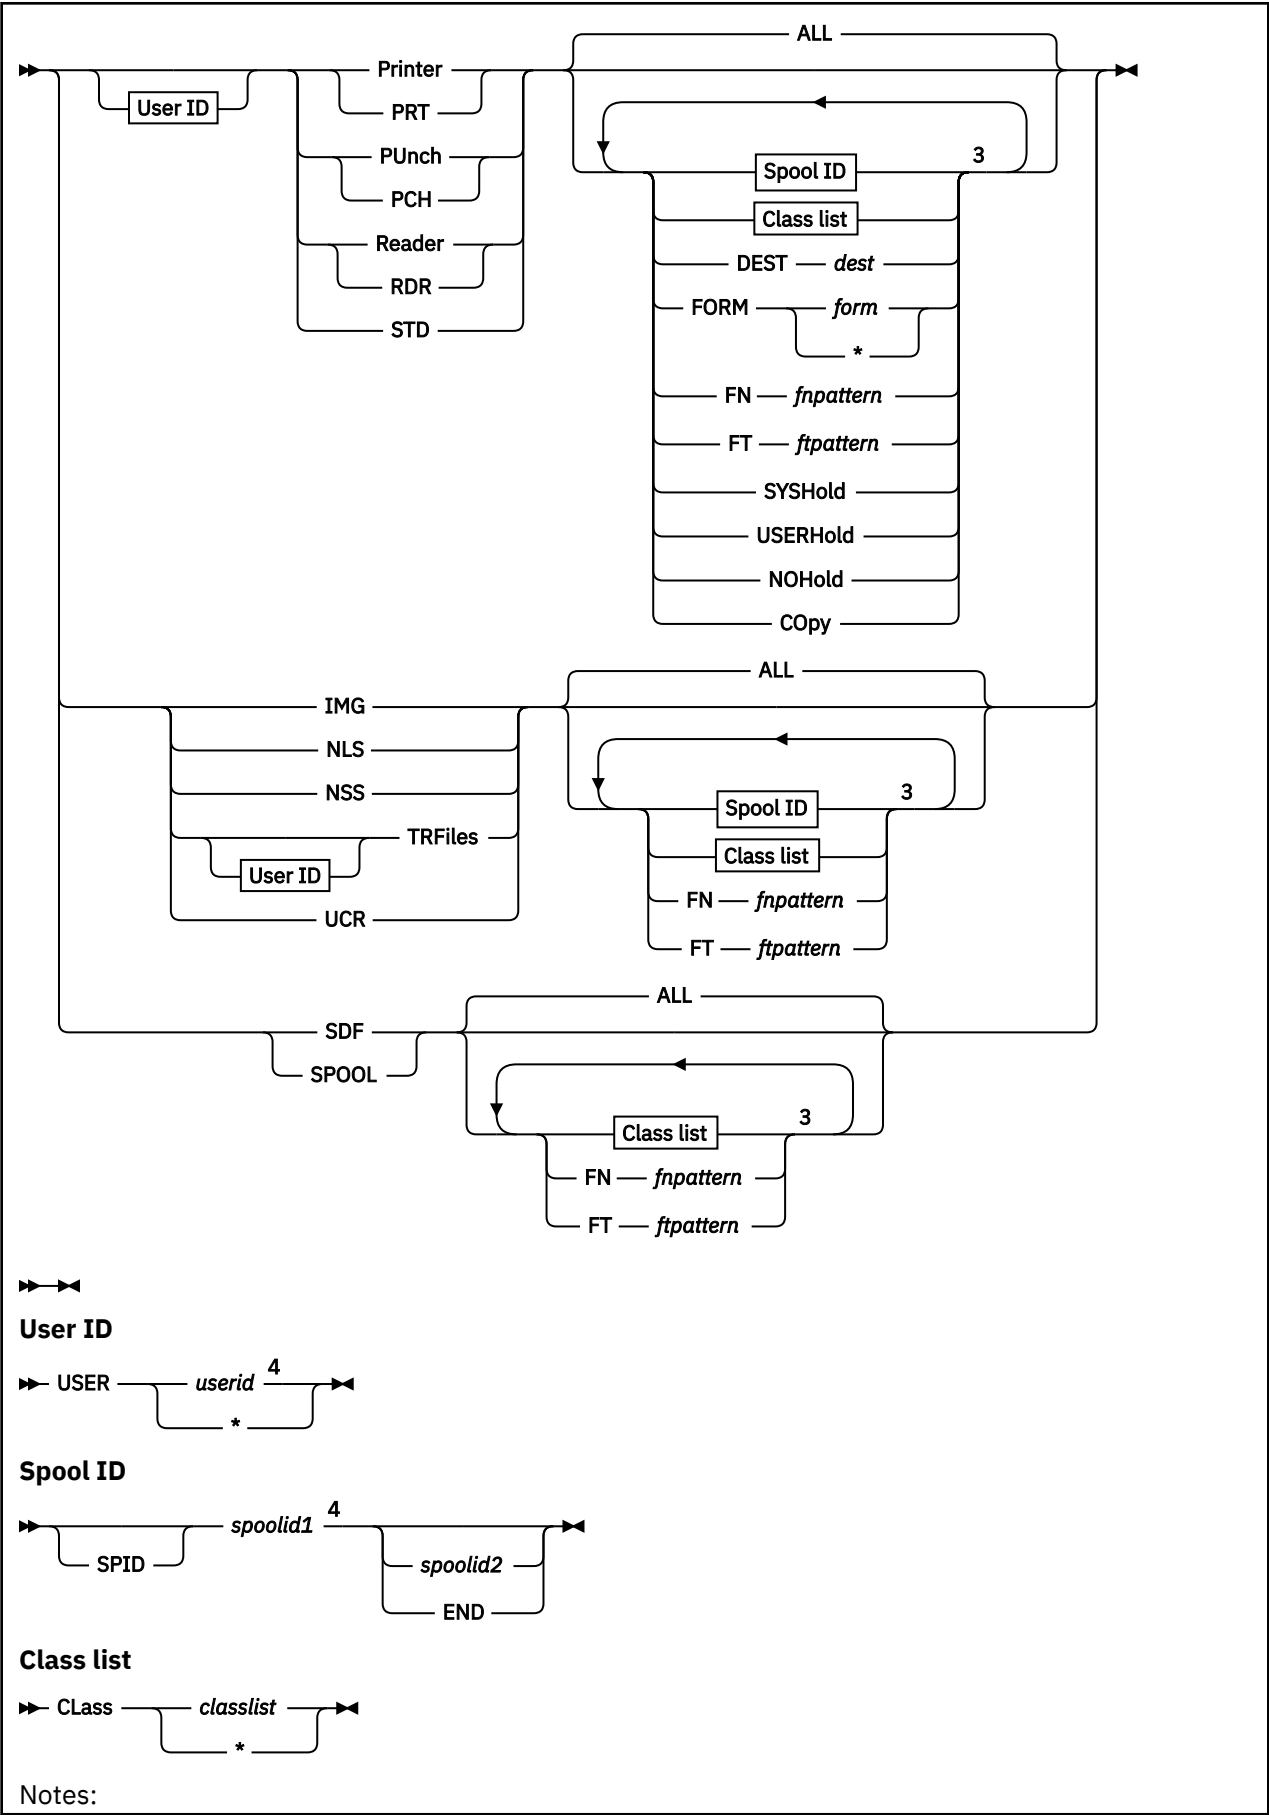 ALL
Printer
User ID
PRT
PUnch
3
Spool ID
PCH
Class list
Reader
DEST dest
RDR
FORM form
STD
*
FN fnpattern
FT ftpattern
SYSHold
USERHold
NOHold
COpy
ALL
IMG
NLS
NSS
3
Spool ID
TRFiles
Class list
User ID
FN fnpattern
UCR
FT ftpattern
ALL
SDF
SPOOL
3
Class list
FN fnpattern
FT ftpattern
User ID
4
USER userid
*
Spool ID
4
spoolid1
SPID spoolid2
END
Class list
CLass classlist
*
Notes: